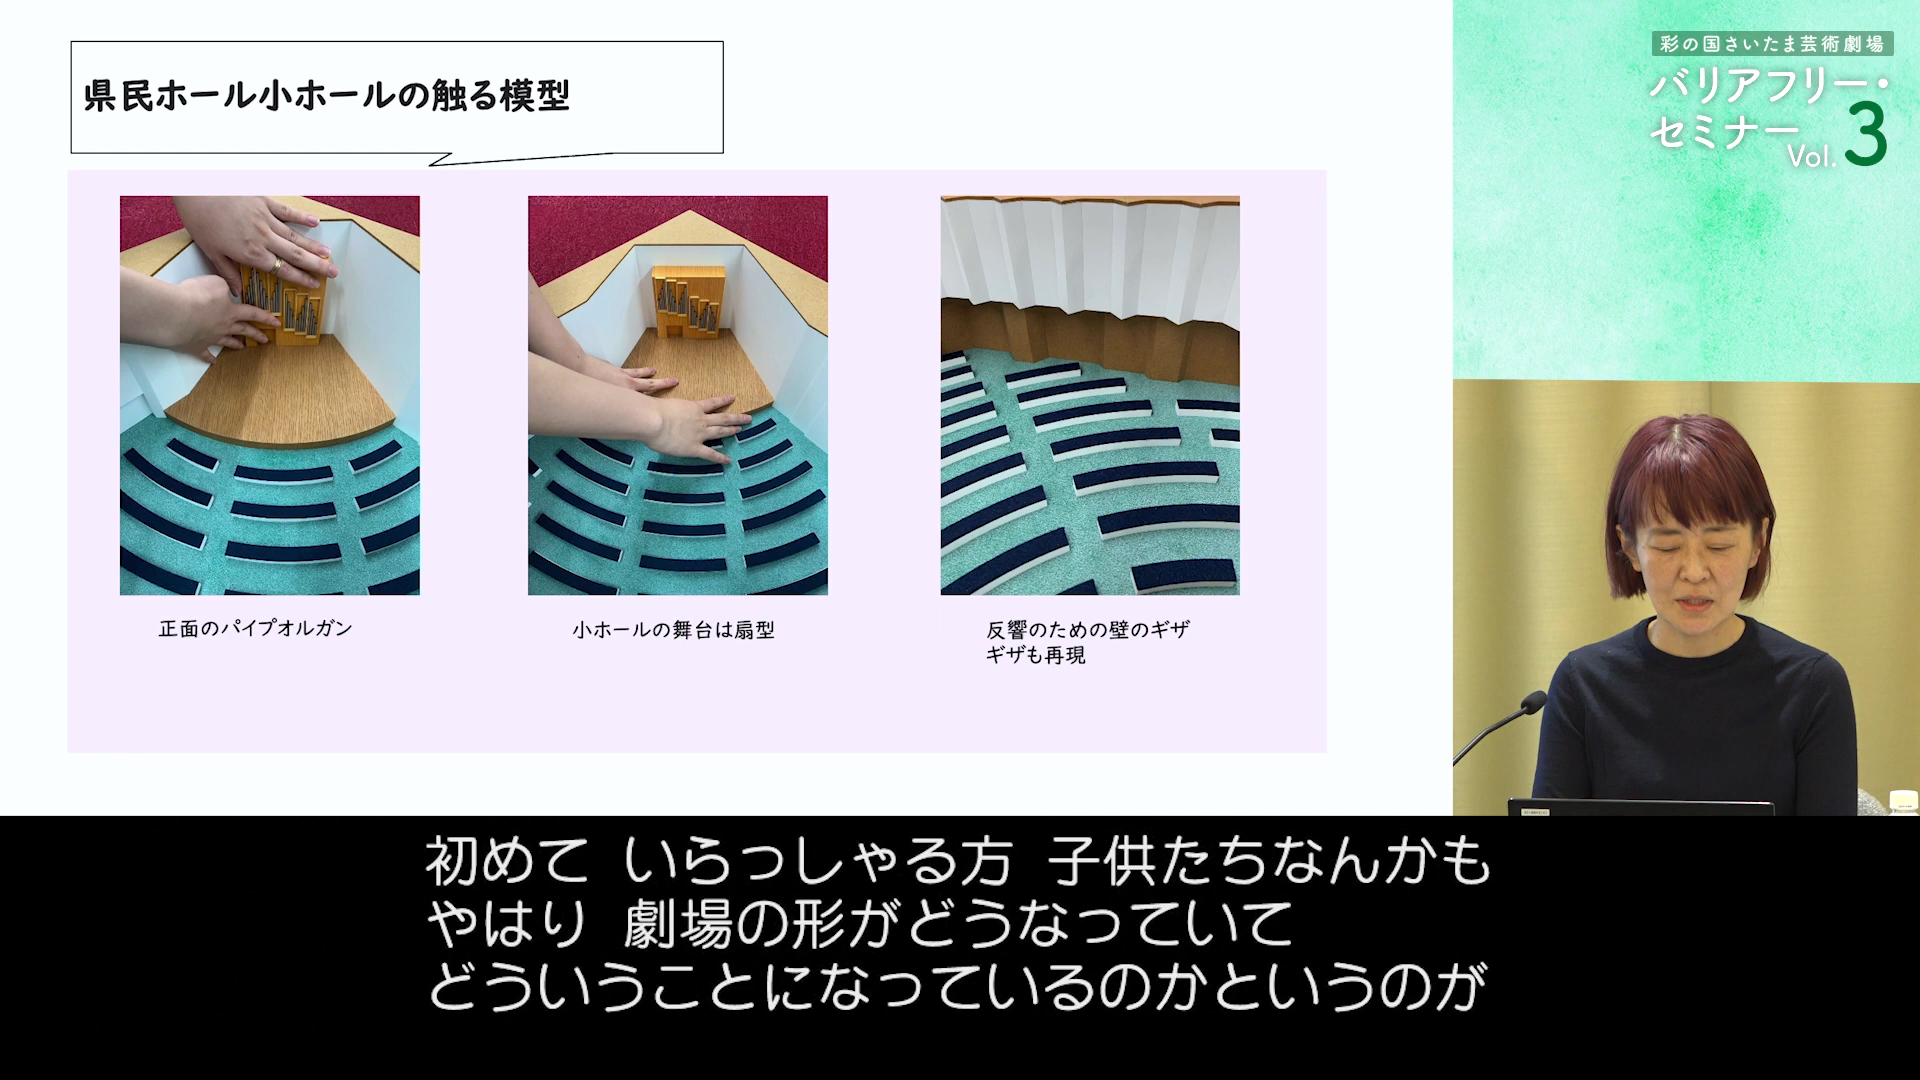 県民ホール小ホールの触る模型
正面のパイプオルガン
小ホールの舞台は扇型
反響のための壁のギザ
ギザも再現
彩の国さいたま芸術劇場
バリアフリー・
セミナー
Vol.3
初めて いらっしゃる方 子供たちなんかも
やはり 劇場の形がどうなっていて
どういうことになっているのかというのが